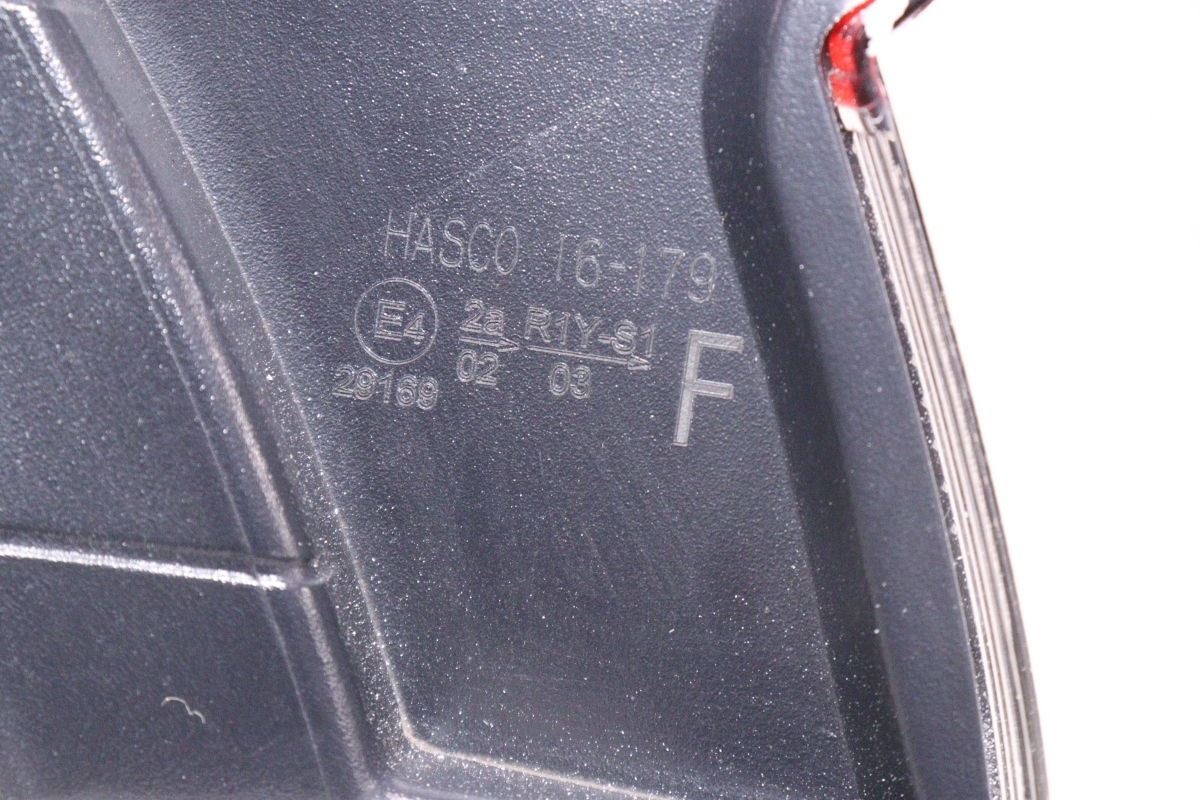 HASCO 16-179
E4 2a R1Y-S1
29169 02 03 F